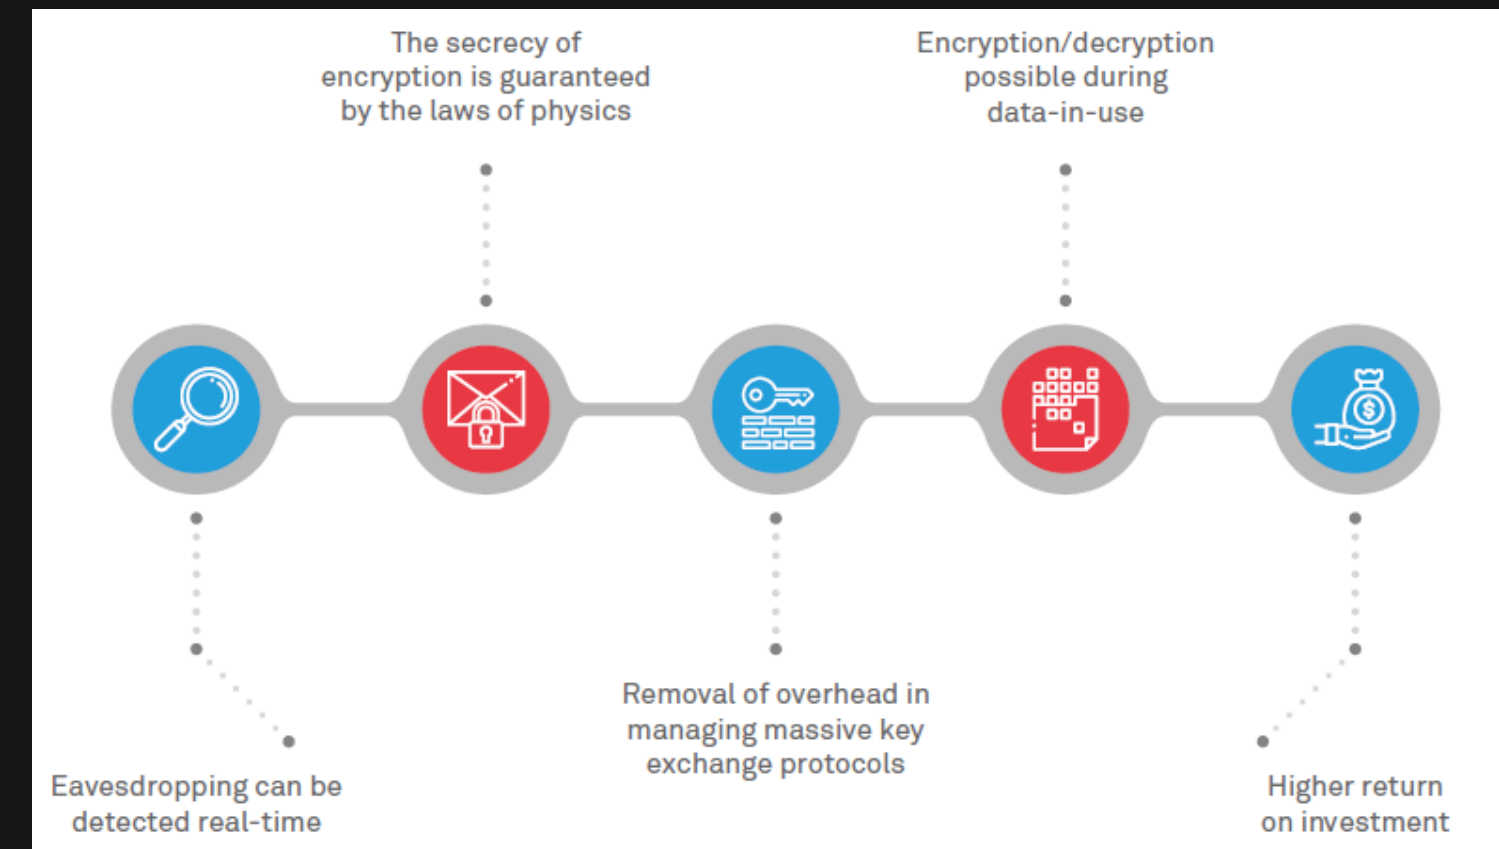 The secrecy of
encryption is guaranteed
by the laws of physics
Encryption/decryption
possible during
data-in-use
$
Removal of overhead in
managing massive key
exchange protocols
Eavesdropping can be
detected real-time
Higher return
on investment